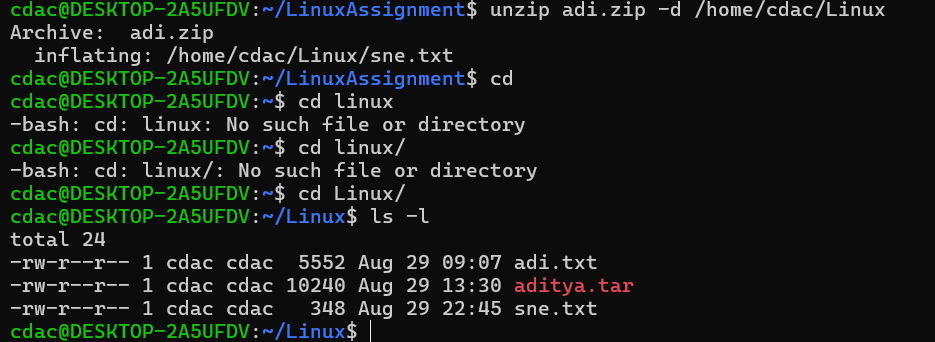 cdac@DESKTOP-2A5UFDV:~/LinuxAssignment$ unzip adi.zip -d /home/cdac/Linux
Archive:  adi.zip
  inflating: /home/cdac/Linux/sne.txt
cdac@DESKTOP-2A5UFDV:~/LinuxAssignment$ cd
cdac@DESKTOP-2A5UFDV:~$ cd linux
-bash: cd: linux: No such file or directory
cdac@DESKTOP-2A5UFDV:~$ cd linux/
-bash: cd: linux/: No such file or directory
cdac@DESKTOP-2A5UFDV:~$ cd Linux/
cdac@DESKTOP-2A5UFDV:~/Linux$ ls -l
total 24
-rw-r--r-- 1 cdac cdac  5552 Aug 29 09:07 adi.txt
-rw-r--r-- 1 cdac cdac 10240 Aug 29 13:30 aditya.tar
-rw-r--r-- 1 cdac cdac   348 Aug 29 22:45 sne.txt
cdac@DESKTOP-2A5UFDV:~/Linux$